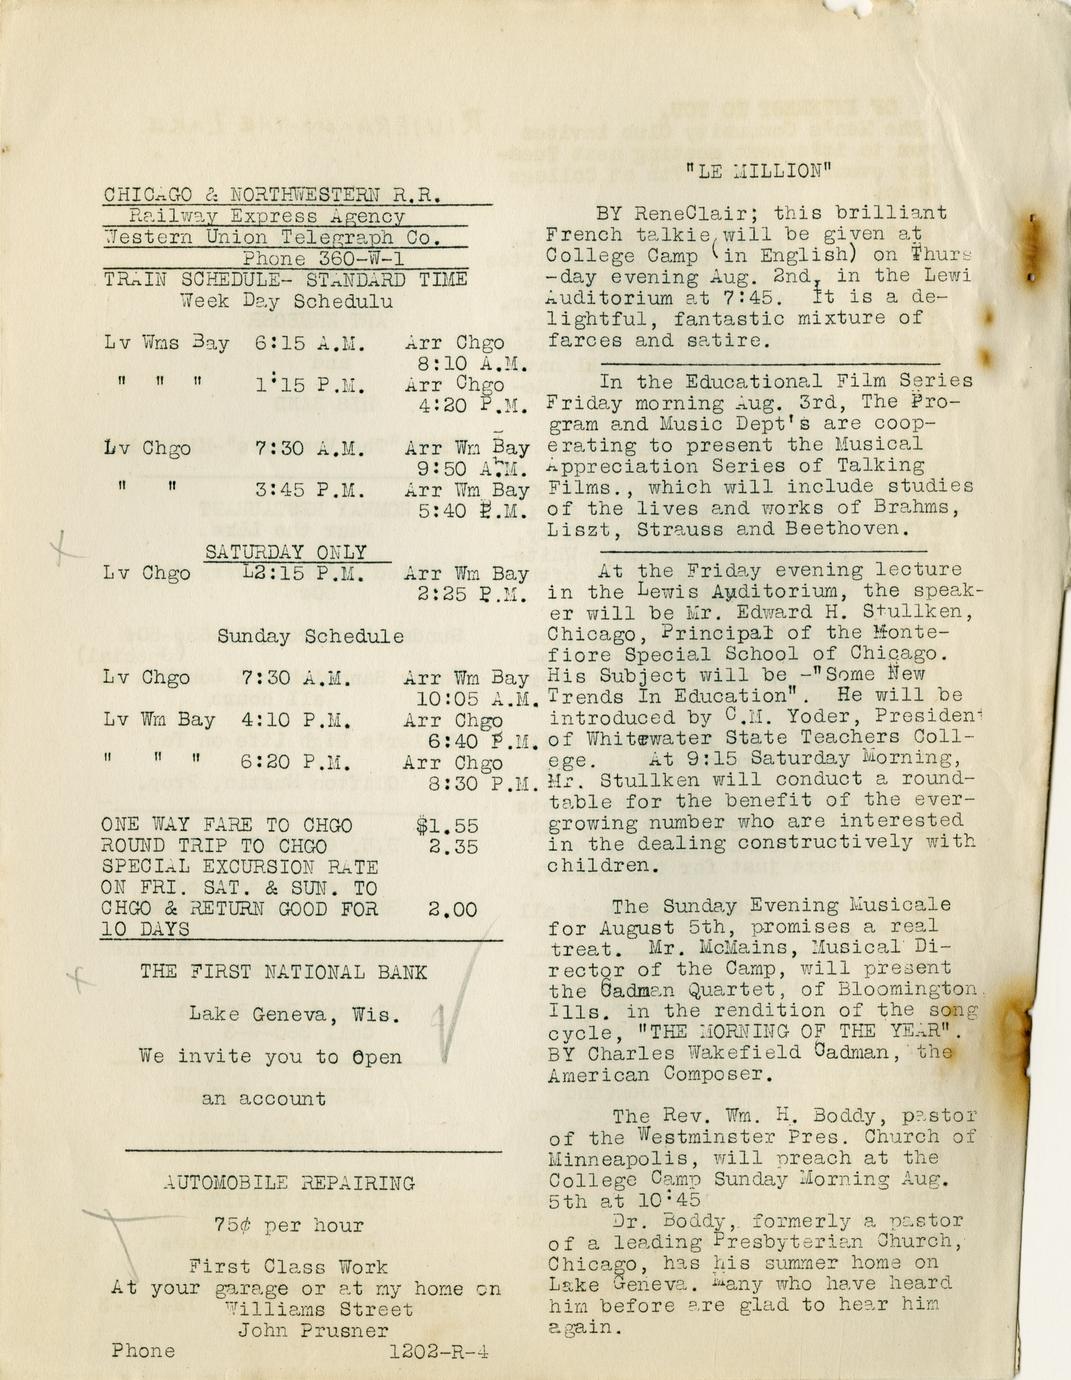 CHICAGO & NORTHWESTERN R.R.
Railway Express Agency
Western Union Telegraph Co.
Phone 360-W-1
TRAIN SCHEDULE- STANDARD TIME
Week Day Schedulu
Lv Wms Bay 6:15 A.M. Arr Chgo
8:10 A.M.
" " " 1:15 P.M. Arr Chgo
4:20 P.M.
Lv Chgo 7:30 A.M. Arr Wm Bay
9:50 A.M.
" " 3:45 P.M. Arr Wm Bay
5:40 P.M.
SATURDAY ONLY
Lv Chgo 12:15 P.M. Arr Wm Bay
2:25 P.M.
Sunday Schedule
Lv Chgo 7:30 A.M. Arr Wm Bay
10:05 A.M.
Lv Wm Bay 4:10 P.M. Arr Chgo
6:40 P.M.
" " " 6:20 P.M. Arr Chgo
8:30 P.M.
ONE WAY FARE TO CHGO $1.55
ROUND TRIP TO CHGO 2.35
SPECIAL EXCURSION RATE
ON FRI. SAT. & SUN. TO
CHGO & RETURN GOOD FOR 2.00
10 DAYS
THE FIRST NATIONAL BANK
Lake Geneva, Wis.
We invite you to Open
an account
AUTOMOBILE REPAIRING
75¢ per hour
First Class Work
At your garage or at my home on
Williams Street
John Prusner
Phone 1202-R-4
"LE MILLION"
BY ReneClair; this brilliant
French talkie,will be given at
College Camp (in English) on Thurs
-day evening Aug. 2nd, in the Lewi
Auditorium at 7:45. It is a de-
lightful, fantastic mixture of
farces and satire.
In the Educational Film Series
Friday morning Aug. 3rd, The Pro-
gram and Music Dept's are coop-
erating to present the Musical
Appreciation Series of Talking
Films., which will include studies
of the lives and works of Brahms,
Liszt, Strauss and Beethoven.
At the Friday evening lecture
in the Lewis Auditorium, the speak-
er will be Mr. Edward H. Stullken,
Chicago, Principal of the Monte-
fiore Special School of Chicago.
His Subject will be -"Some New
Trends In Education". He will be
introduced by C.M. Yoder, President
of Whitewater State Teachers Coll-
ege. At 9:15 Saturday Morning,
Mr. Stullken will conduct a round-
table for the benefit of the ever-
growing number who are interested
in the dealing constructively with
children.
The Sunday Evening Musicale
for August 5th, promises a real
treat. Mr. McMains, Musical Di-
rector of the Camp, will present
the Cadman Quartet, of Bloomington,
Ills. in the rendition of the song
cycle, "THE MORNING OF THE YEAR".
BY Charles Wakefield Cadman, the
American Composer.
The Rev. Wm. H. Boddy, pastor
of the Westminster Pres. Church of
Minneapolis, will preach at the
College Camp Sunday Morning Aug.
5th at 10:45
Dr. Boddy, formerly a pastor
of a leading Presbyterian Church,
Chicago, has his summer home on
Lake Geneva. Many who have heard
him before are glad to hear him
again.